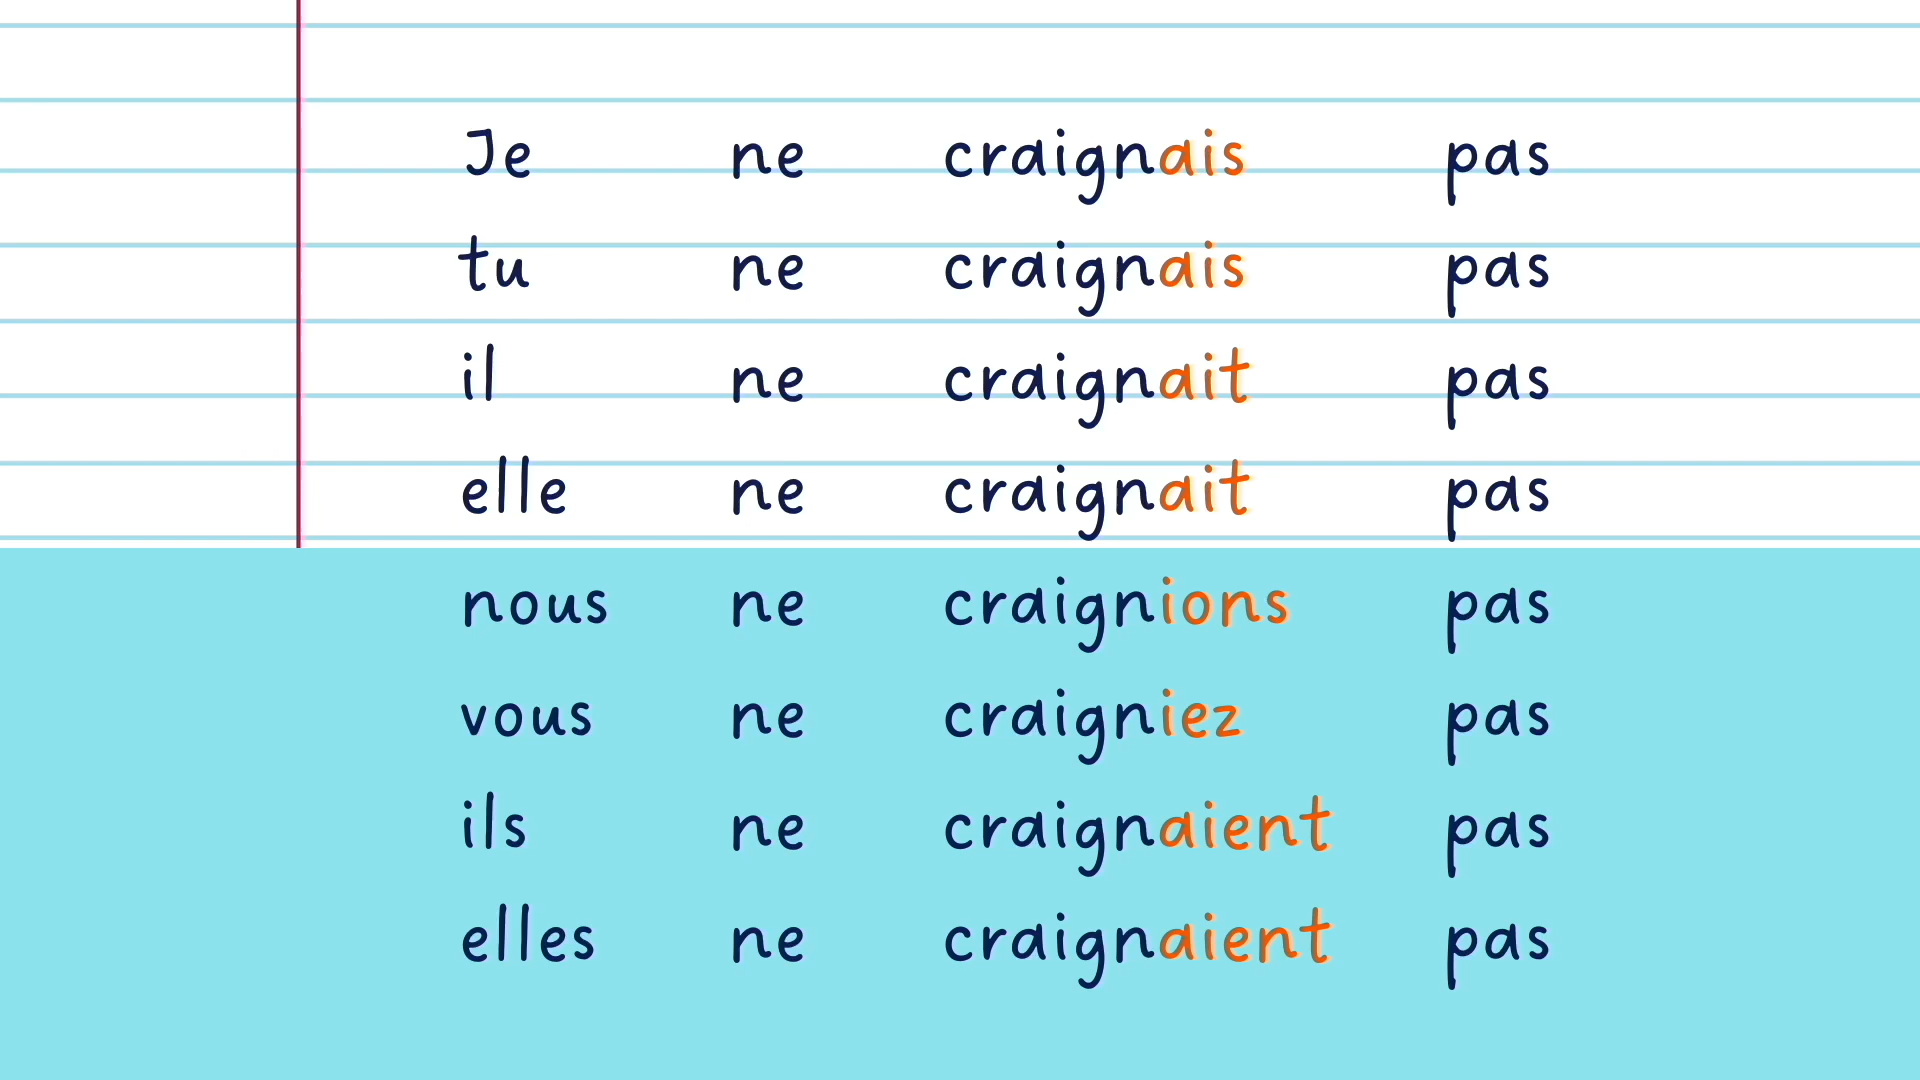 Je ne craignais pas
tu ne craignais pas
il ne craignait pas
elle ne craignait pas
nous ne craignions pas
vous ne craigniez pas
ils ne craignaient pas
elles ne craignaient pas